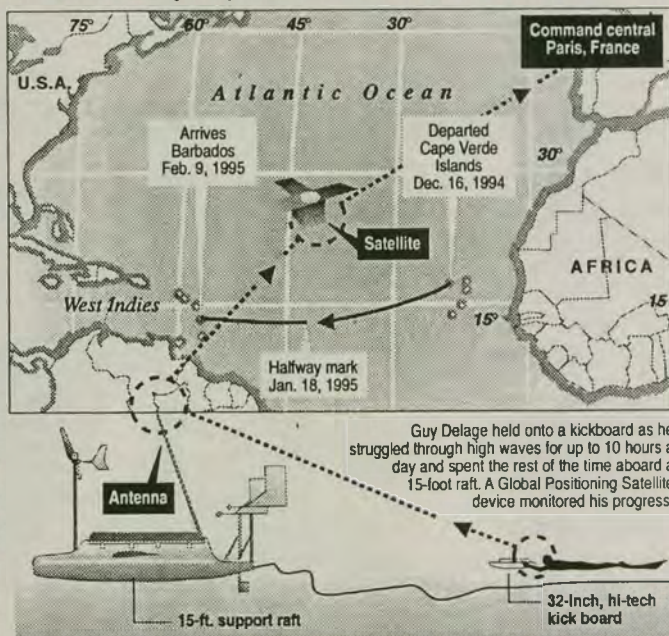 75°
60°
45°
30°
Command central
Paris, France
U.S.A.
Atlantic Ocean
Arrives
Barbados
Feb. 9, 1995
Departed
Cape Verde
Islands
Dec. 16, 1994
30°
Satellite
AFRICA
West Indies
15°
15°
Halfway mark
Jan. 18, 1995
Guy Delage held onto a kickboard as he
struggled through high waves for up to 10 hours a
day and spent the rest of the time aboard a
15-foot raft. A Global Positioning Satellite
device monitored his progress.
Antenna
15-ft. support raft
32-inch, hi-tech
kick board